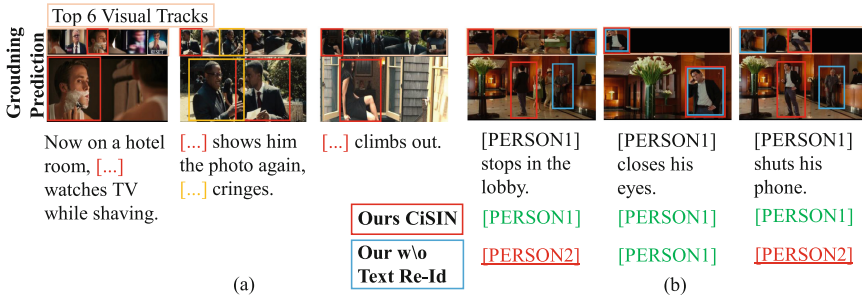 Top 6 Visual Tracks
Groudning
Prediction
RESET
Now on a hotel
room, [...]
watches TV
while shaving.
[...] shows him
the photo again,
[...] cringes.
[...] climbs out.
[PERSON1]
stops in the
lobby.
[PERSON1]
closes his
eyes.
[PERSON1]
shuts his
phone.
Ours CiSIN
[PERSON1]
[PERSON1]
[PERSON1]
Our w\o
Text Re-Id
[PERSON2]
[PERSON1]
[PERSON2]
(a)
(b)